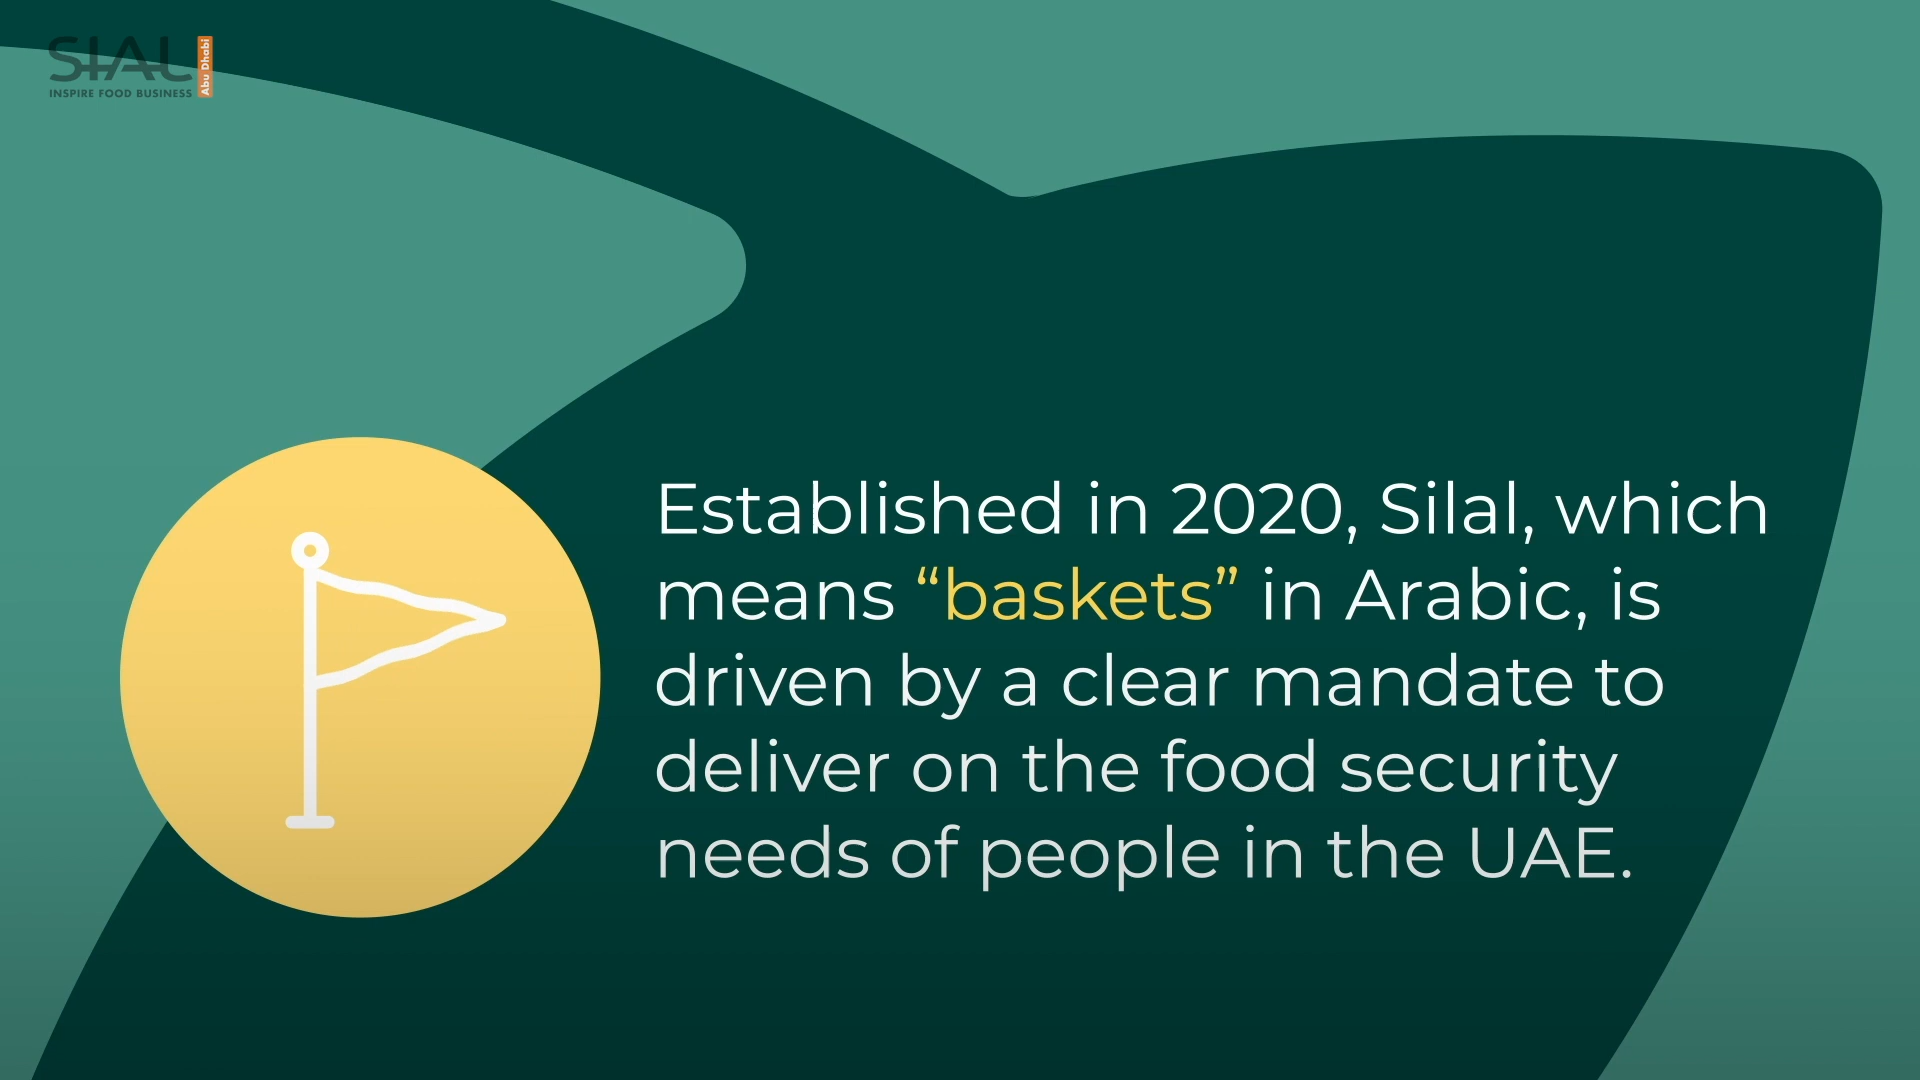 SIAL
Abu Dhabi
INSPIRE FOOD BUSINESS
Established in 2020, Silal, which
means “baskets” in Arabic, is
driven by a clear mandate to
deliver on the food security
needs of people in the UAE.